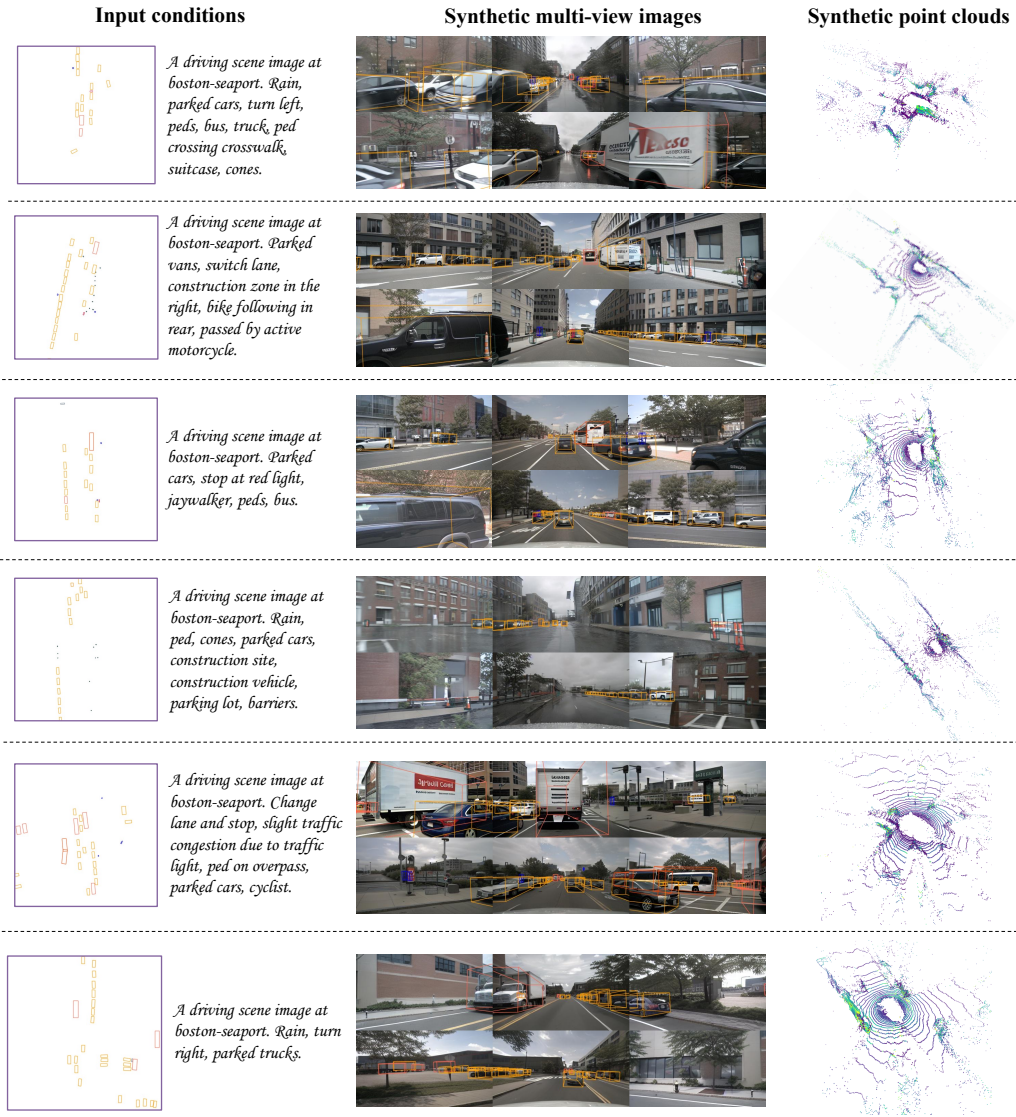 Input conditions
Synthetic multi-view images
Synthetic point clouds
A driving scene image at
boston-seaport. Rain,
parked cars, turn left,
peds, bus, truck, ped
crossing crosswalk,
suitcase, cones.
A driving scene image at
boston-seaport. Parked
vans, switch lane,
construction zone in the
right, bike following in
rear, passed by active
motorcycle.
A driving scene image at
boston-seaport. Parked
cars, stop at red light,
jaywalker, peds, bus.
A driving scene image at
boston-seaport. Rain,
ped, cones, parked cars,
construction site,
construction vehicle,
parking lot, barriers.
A driving scene image at
boston-seaport. Change
lane and stop, slight traffic
congestion due to traffic
light, ped on overpass,
parked cars, cyclist.
A driving scene image at
boston-seaport. Rain, turn
right, parked trucks.